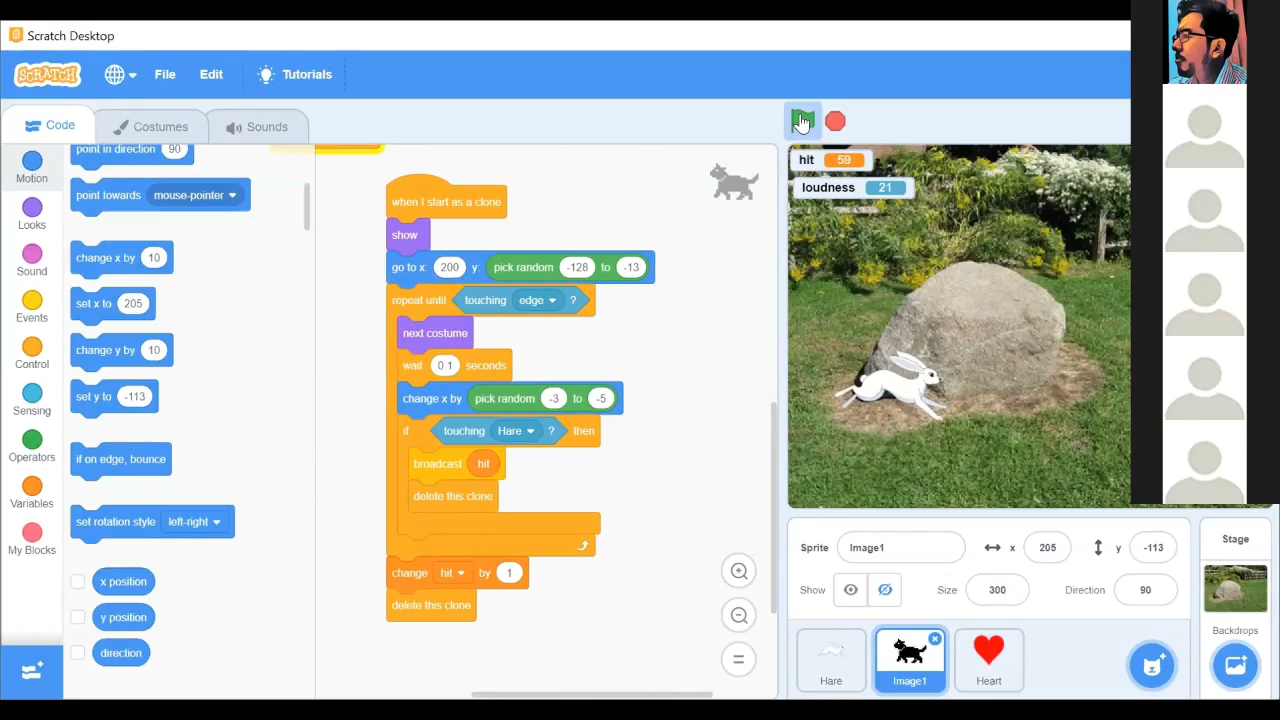 Scratch Desktop
SCRATCH File Edit Tutorials
Code Costumes Sounds
Motion
Looks
Sound
Events
Control
Sensing
Operators
Variables
My Blocks
point in direction 90
point towards mouse-pointer
change x by 10
set x to 205
change y by 10
set y to -113
if on edge, bounce
set rotation style left-right
x position
y position
direction
when I start as a clone
show
go to x: 200 y: pick random -128 to -13
repeat until touching edge ?
next costume
wait 0.1 seconds
change x by pick random -3 to -5
if touching Hare ? then
broadcast hit
delete this clone
change hit by 1
delete this clone
hit 59
loudness 21
Sprite Image1 x 205 y -113
Show Size 300 Direction 90
Hare Image1 Heart
Stage
Backdrops